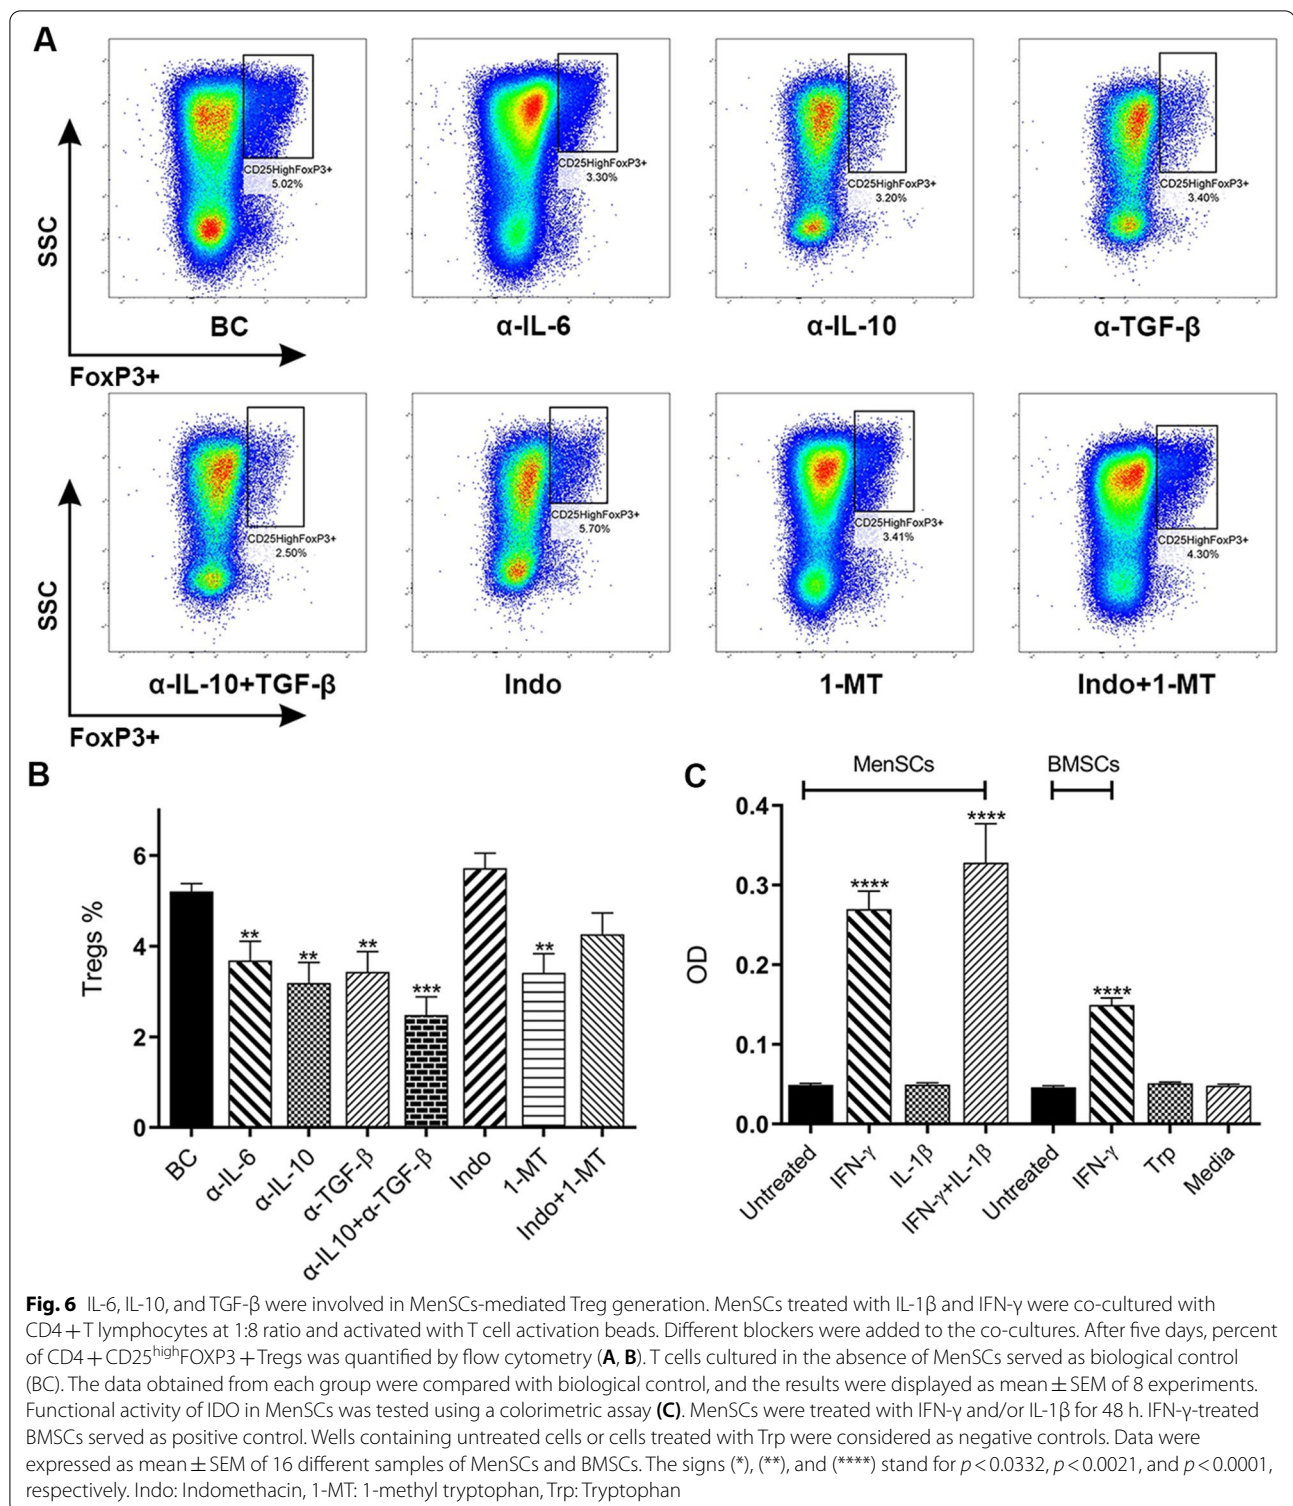 A
CD25HighFoxP3+
5.02%
CD25HighFoxP3+
3.30%
CD25HighFoxP3+
3.20%
CD25HighFoxP3+
3.40%
SSC
BC
α-IL-6
α-IL-10
α-TGF-β
FoxP3+
CD25HighFoxP3+
2.50%
CD25HighFoxP3+
5.70%
CD25HighFoxP3+
3.41%
CD25HighFoxP3+
4.30%
SSC
α-IL-10+TGF-β
Indo
1-MT
Indo+1-MT
FoxP3+
B
Tregs %
6
4
2
0
**
**
**
***
**
BC
α-IL-6
α-IL-10
α-TGF-β
α-IL10+α-TGF-β
Indo
1-MT
Indo+1-MT
C
MenSCs
BMSCs
OD
0.4
0.3
0.2
0.1
0.0
****
****
****
Untreated
IFN-γ
IL-1β
IFN-γ+IL-1β
Untreated
IFN-γ
Trp
Media
Fig. 6 IL-6, IL-10, and TGF-β were involved in MenSCs-mediated Treg generation. MenSCs treated with IL-1β and IFN-γ were co-cultured with
CD4+T lymphocytes at 1:8 ratio and activated with T cell activation beads. Different blockers were added to the co-cultures. After five days, percent
of CD4+CD25highFOXP3+Tregs was quantified by flow cytometry (A, B). T cells cultured in the absence of MenSCs served as biological control
(BC). The data obtained from each group were compared with biological control, and the results were displayed as mean±SEM of 8 experiments.
Functional activity of IDO in MenSCs was tested using a colorimetric assay (C). MenSCs were treated with IFN-γ and/or IL-1β for 48 h. IFN-γ-treated
BMSCs served as positive control. Wells containing untreated cells or cells treated with Trp were considered as negative controls. Data were
expressed as mean±SEM of 16 different samples of MenSCs and BMSCs. The signs (*), (**), and (****) stand for p<0.0332, p<0.0021, and p<0.0001,
respectively. Indo: Indomethacin, 1-MT: 1-methyl tryptophan, Trp: Tryptophan